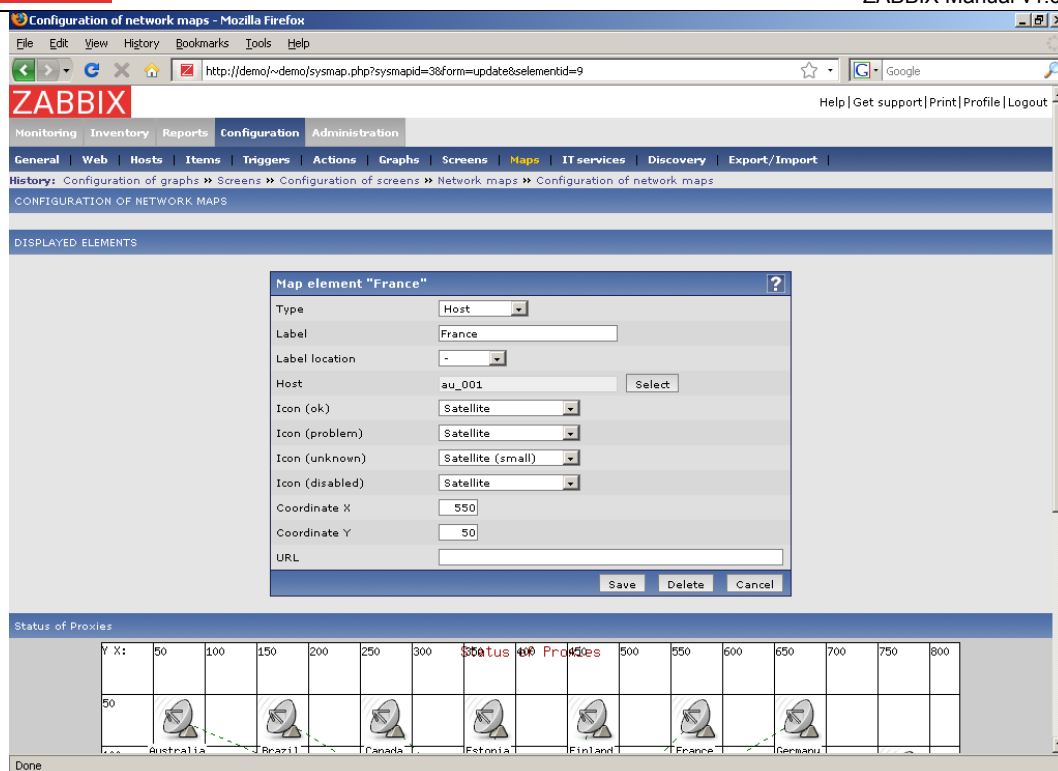 ZABBIX Manual v1.6
Configuration of network maps - Mozilla Firefox
File Edit View History Bookmarks Tools Help
http://demo/~demo/sysmap.php?sysmapid=3&form=update&selementid=9
G Google
ZABBIX
Help|Get support|Print|Profile|Logout
Monitoring Inventory Reports Configuration Administration
General | Web | Hosts | Items | Triggers | Actions | Graphs | Screens | Maps | IT services | Discovery | Export/Import |
History: Configuration of graphs » Screens » Configuration of screens » Network maps » Configuration of network maps
CONFIGURATION OF NETWORK MAPS
DISPLAYED ELEMENTS
Map element "France" ?
Type Host
Label France
Label location -
Host au_001 Select
Icon (ok) Satellite
Icon (problem) Satellite
Icon (unknown) Satellite (small)
Icon (disabled) Satellite
Coordinate X 550
Coordinate Y 50
URL
Save Delete Cancel
Status of Proxies
Status of Proxies
Y X: 50 100 150 200 250 300 350 400 450 500 550 600 650 700 750 800
50
Australia Brazil Canada Estonia Finland France Germany
Done